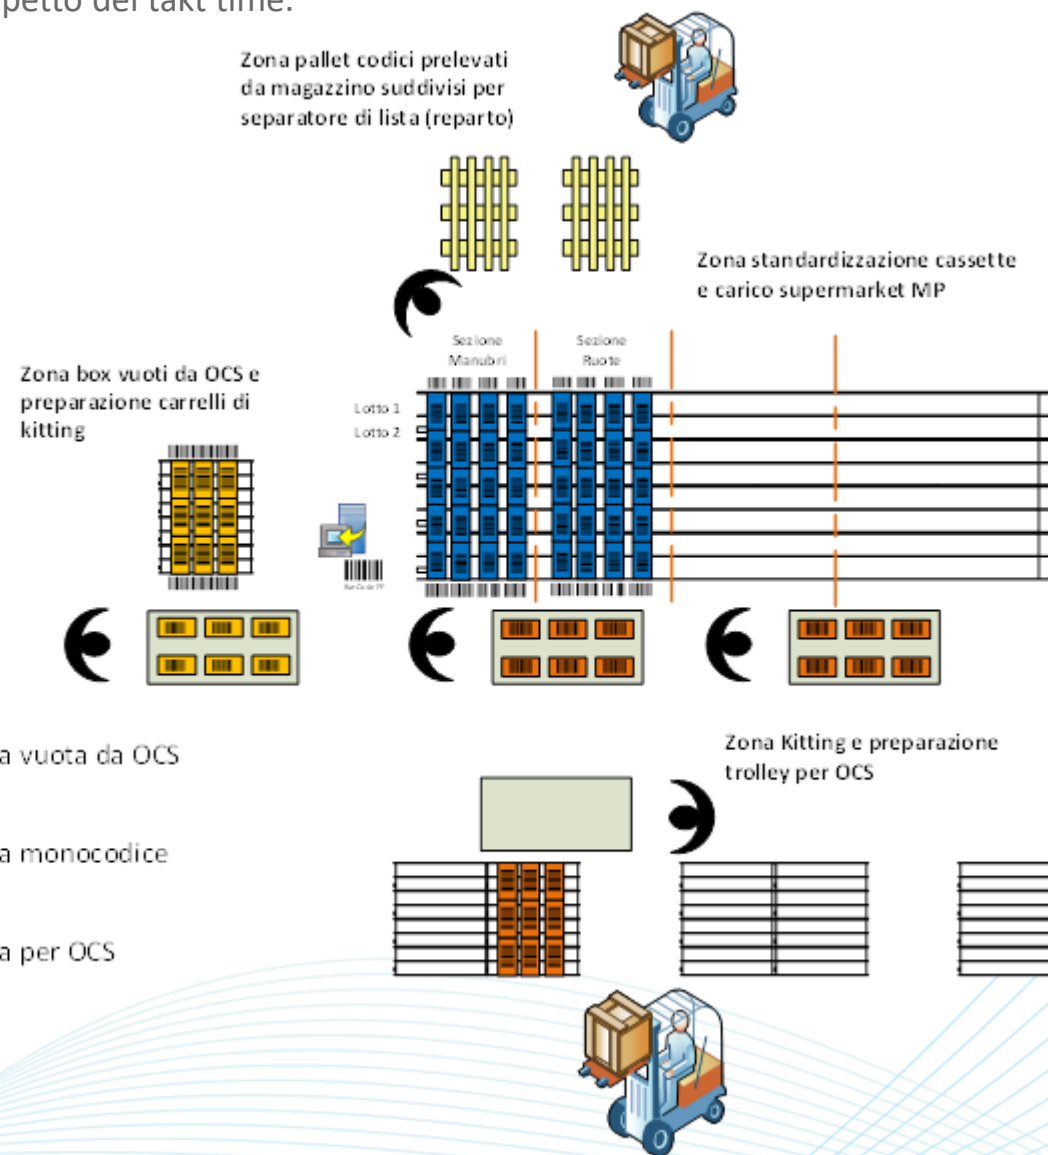 petto del takt time.
Zona pallet codici prelevati
da magazzino suddivisi per
separatore di lista (reparto)
Zona standardizzazione cassette
e carico supermarket MP
Sezione
Manubri
Sezione
Ruote
Zona box vuoti da OCS e
preparazione carrelli di
kitting
Lotto 1
Lotto 2
Zona Kitting e preparazione
trolley per OCS
a vuota da OCS
a monocodice
a per OCS